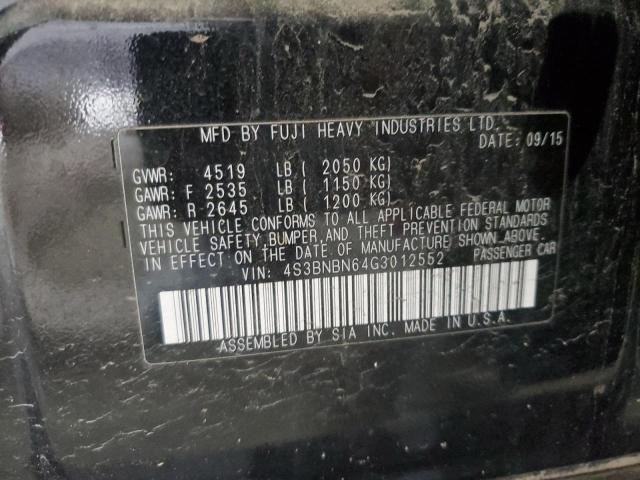 MFD BY FUJI HEAVY INDUSTRIES LTD.
DATE: 09/15
GVWR: 4519 LB ( 2050 KG)
GAWR: F 2535 LB ( 1150 KG)
GAWR: R-2645 LB ( 1200 KG)
THIS VEHICLE CONFORMS TO ALL APPLICABLE FEDERAL MOTOR
VEHICLE SAFETY, BUMPER, AND THEFT PREVENTION STANDARDS
IN EFFECT ON THE DATE OF MANUFACTURE SHOWN ABOVE.
VIN: 4S3BNBN64G3012552 PASSENGER CAR
ASSEMBLED BY SIA INC. MADE IN U.S.A.